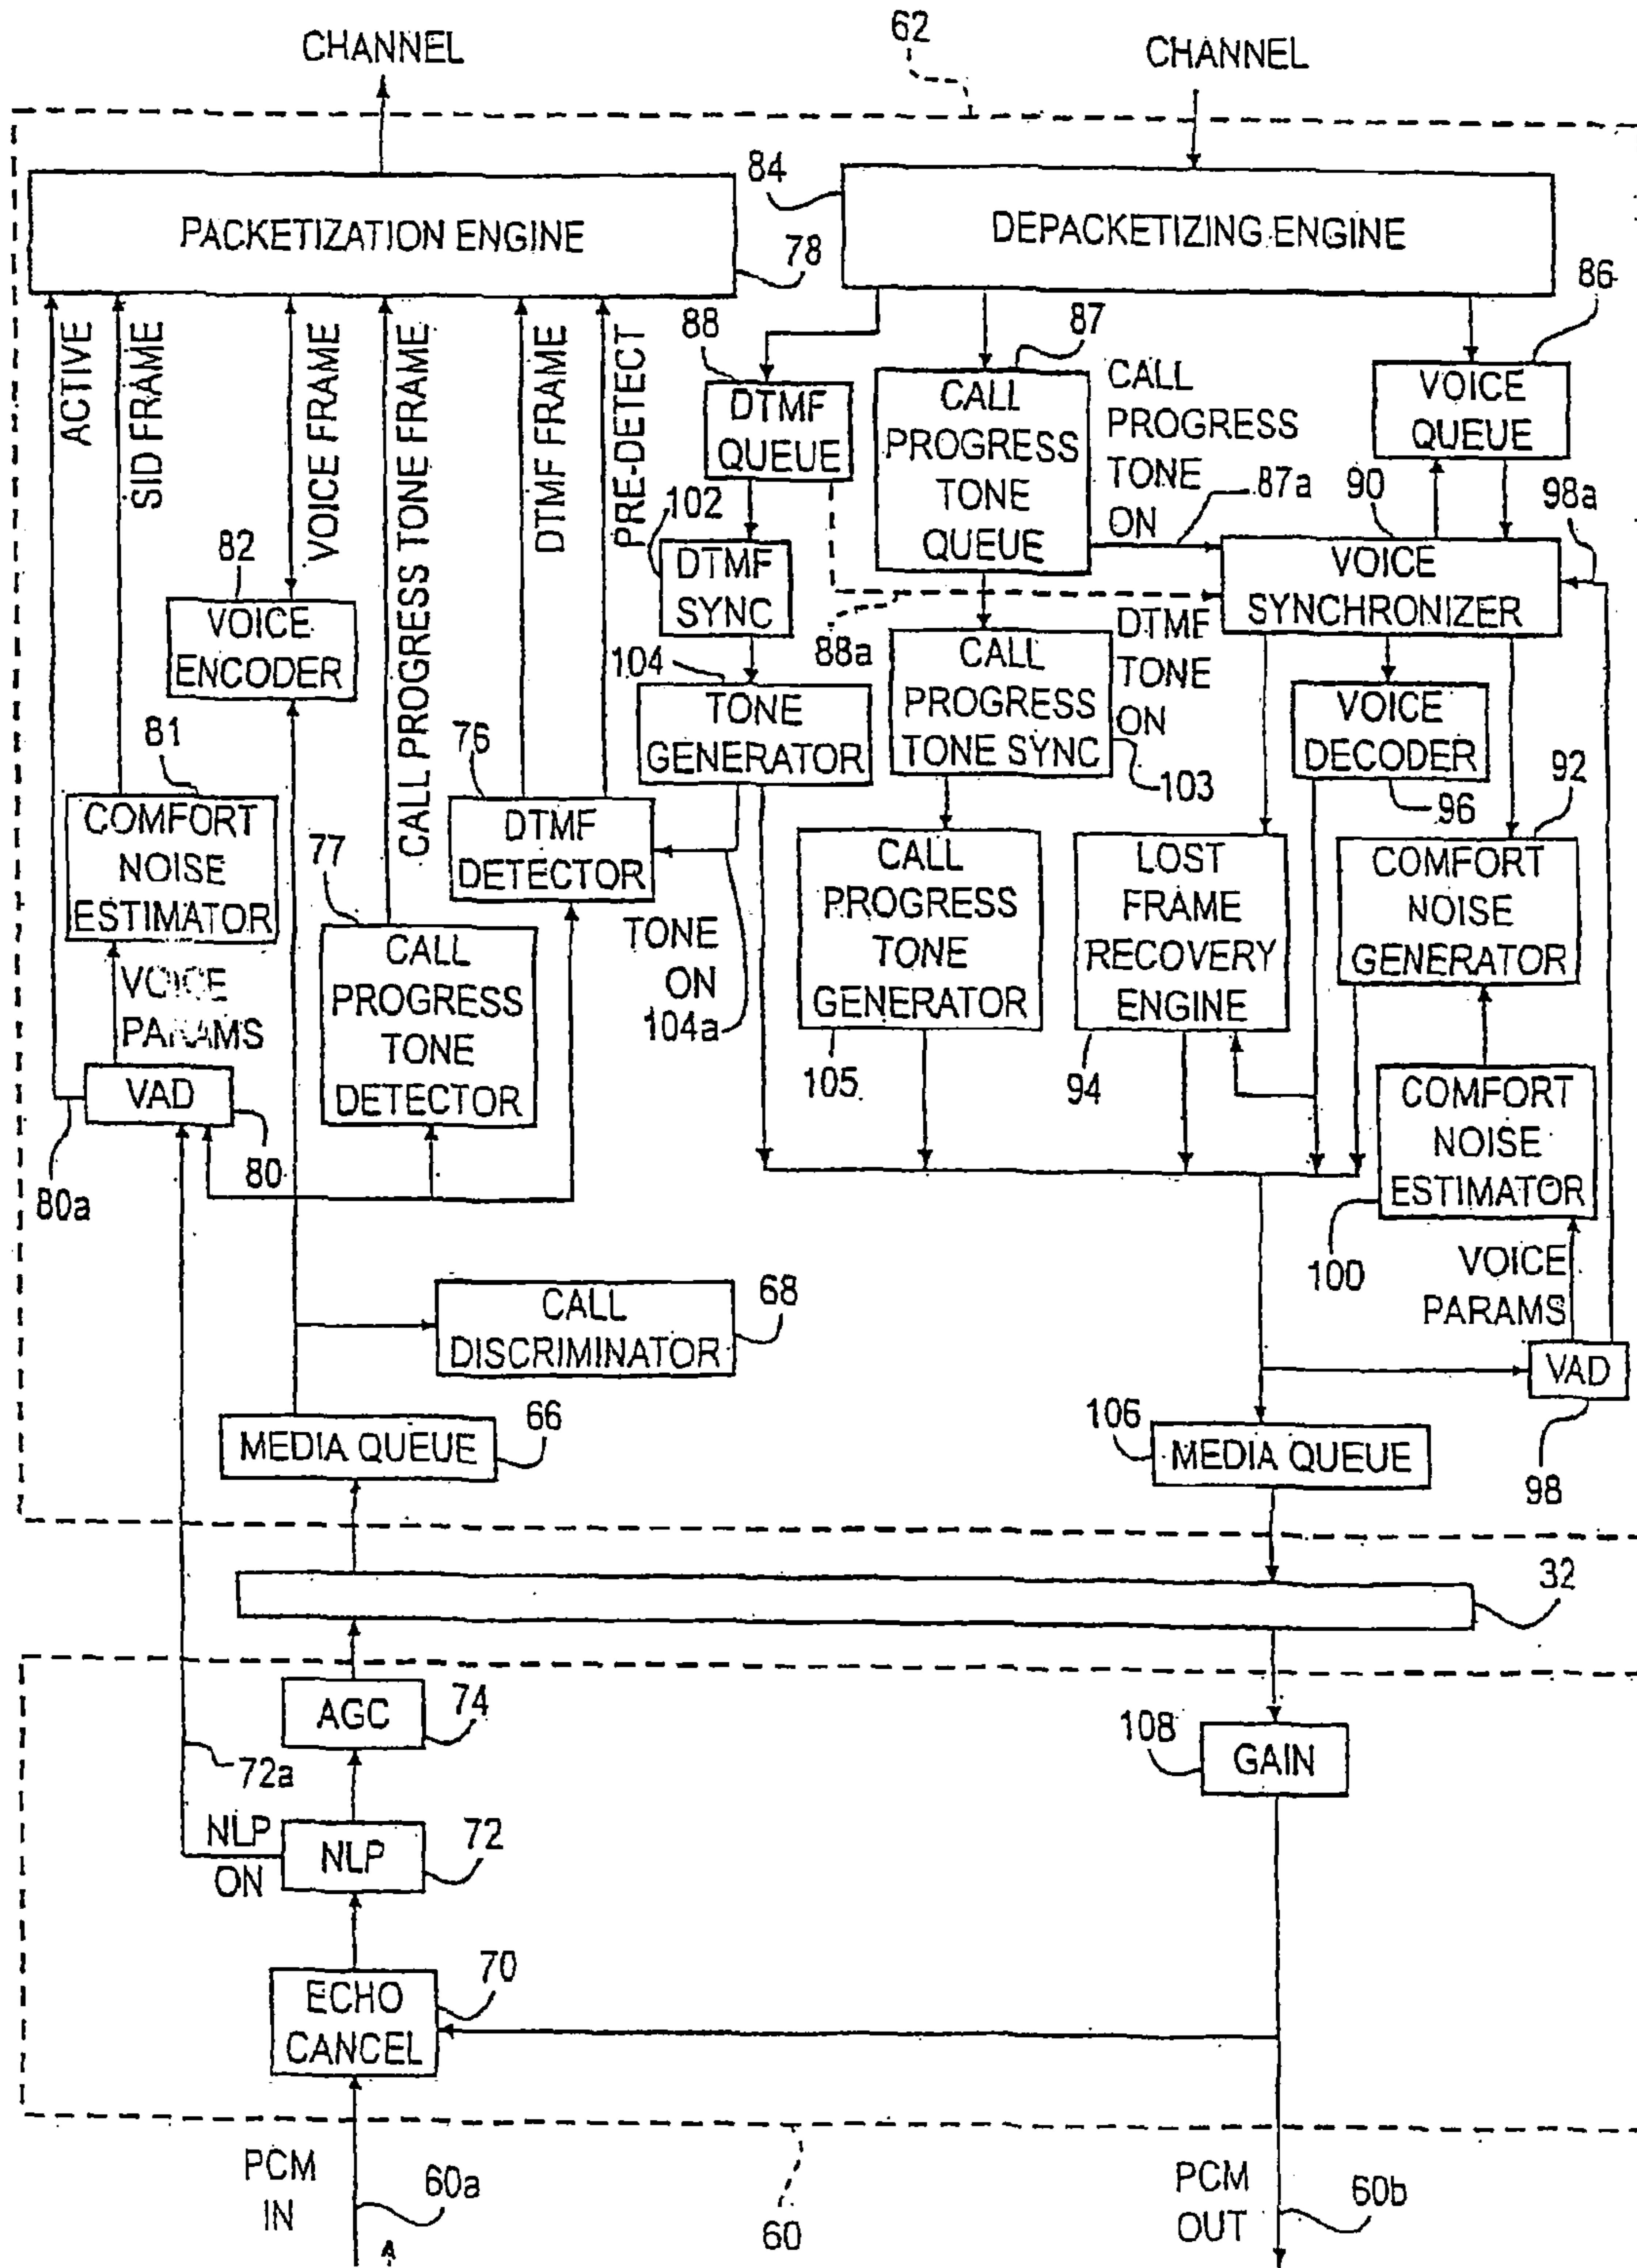 CHANNEL
62
CHANNEL
PACKETIZATION ENGINE
78
84
DEPACKETIZING ENGINE
86
ACTIVE
SID FRAME
VOICE FRAME
CALL PROGRESS TONE FRAME
DTMF FRAME
PRE-DETECT
88
DTMF
QUEUE
87
CALL
PROGRESS
TONE
QUEUE
CALL
PROGRESS
TONE
ON
87a
VOICE
QUEUE
90
98a
VOICE
SYNCHRONIZER
102
DTMF
SYNC
88a
DTMF
TONE
ON
82
VOICE
ENCODER
104
TONE
GENERATOR
CALL
PROGRESS
TONE SYNC
103
VOICE
DECODER
96
92
81
COMFORT
NOISE
ESTIMATOR
77
CALL
PROGRESS
TONE
DETECTOR
76
DTMF
DETECTOR
TONE
ON
104a
CALL
PROGRESS
TONE
GENERATOR
105
LOST
FRAME
RECOVERY
ENGINE
94
COMFORT
NOISE
GENERATOR
VOICE
PARAMS
VAD
80
80a
COMFORT
NOISE
ESTIMATOR
100
VOICE
PARAMS
VAD
98
CALL
DISCRIMINATOR
68
MEDIA QUEUE
66
106
MEDIA QUEUE
32
AGC
74
108
GAIN
72a
NLP
ON
NLP
72
ECHO
CANCEL
70
PCM
IN
60a
60
PCM
OUT
60b
A